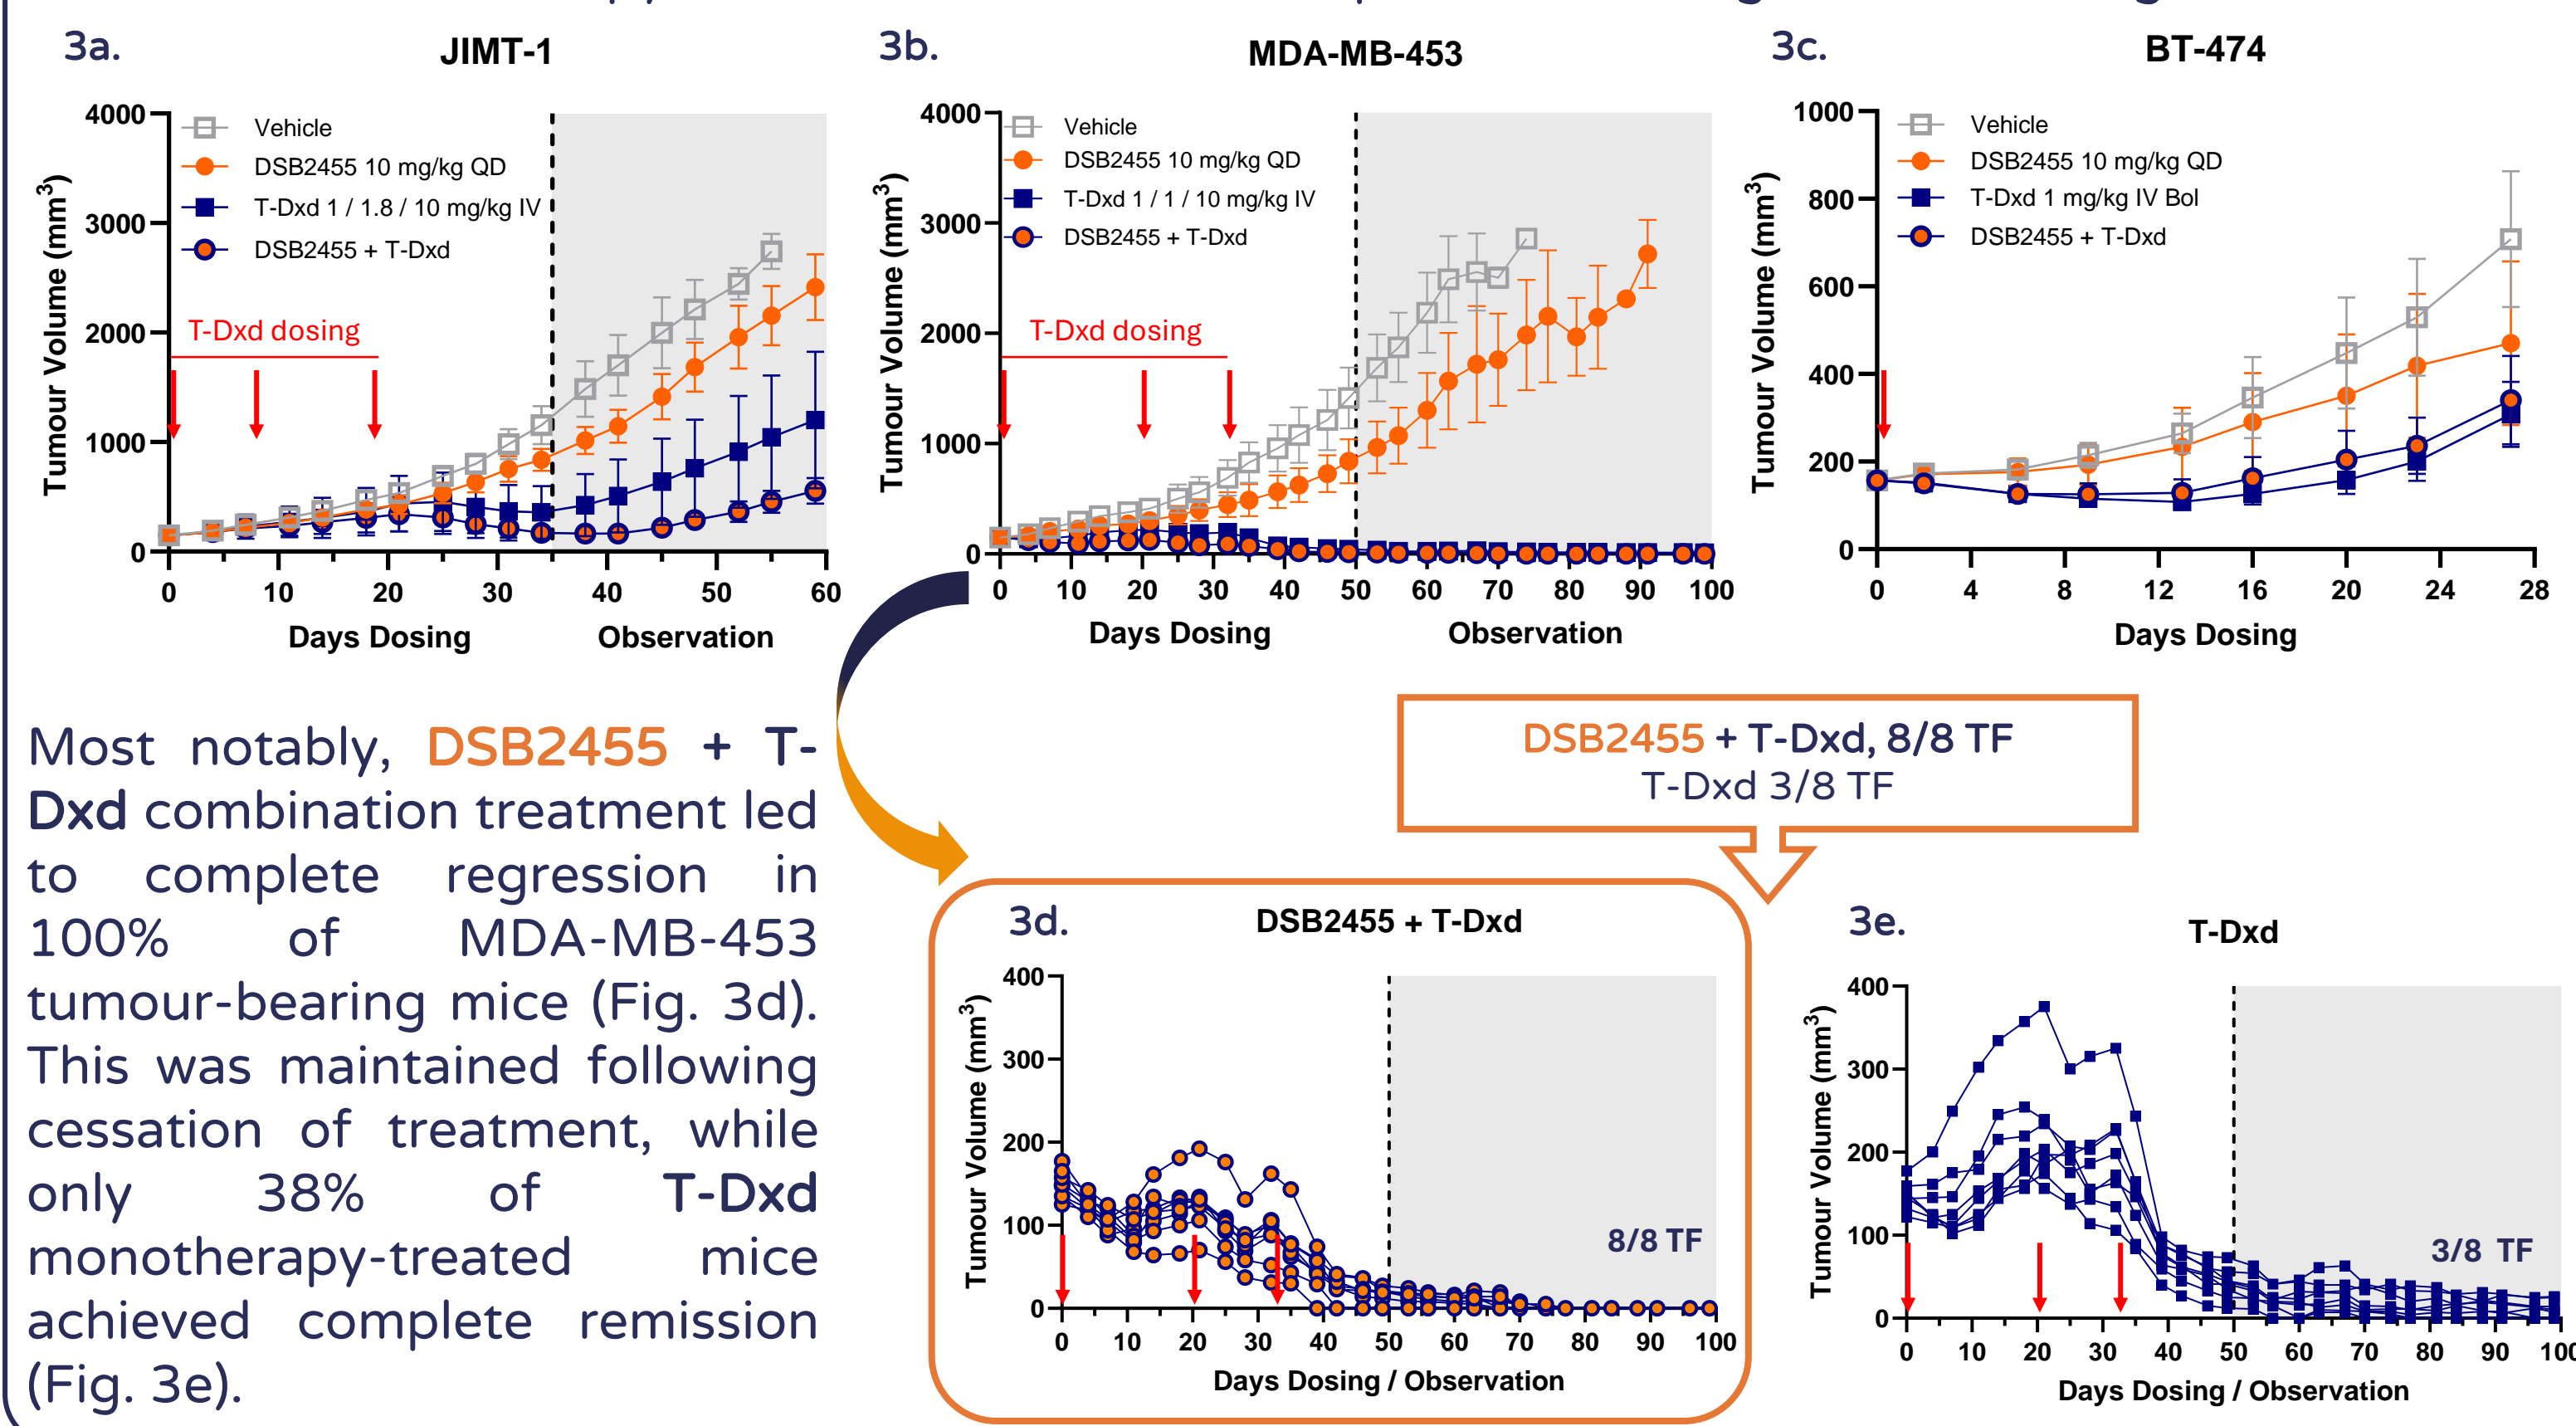 3a.
JIMT-1
4000
3000
2000
1000
0
Tumour Volume (mm³)
Vehicle
DSB2455 10 mg/kg QD
T-Dxd 1 / 1.8 / 10 mg/kg IV
DSB2455 + T-Dxd
T-Dxd dosing
0 10 20 30 40 50 60
Days Dosing Observation
3b.
MDA-MB-453
4000
3000
2000
1000
0
Tumour Volume (mm³)
Vehicle
DSB2455 10 mg/kg QD
T-Dxd 1 / 1 / 10 mg/kg IV
DSB2455 + T-Dxd
T-Dxd dosing
0 10 20 30 40 50 60 70 80 90 100
Days Dosing Observation
3c.
BT-474
1000
800
600
400
200
0
Tumour Volume (mm³)
Vehicle
DSB2455 10 mg/kg QD
T-Dxd 1 mg/kg IV Bol
DSB2455 + T-Dxd
0 4 8 12 16 20 24 28
Days Dosing
Most notably, DSB2455 + T-
Dxd combination treatment led
to complete regression in
100% of MDA-MB-453
tumour-bearing mice (Fig. 3d).
This was maintained following
cessation of treatment, while
only 38% of T-Dxd
monotherapy-treated mice
achieved complete remission
(Fig. 3e).
DSB2455 + T-Dxd, 8/8 TF
T-Dxd 3/8 TF
3d.
DSB2455 + T-Dxd
400
300
200
100
0
Tumour Volume (mm³)
8/8 TF
0 10 20 30 40 50 60 70 80 90 100
Days Dosing / Observation
3e.
T-Dxd
400
300
200
100
0
Tumour Volume (mm³)
3/8 TF
0 10 20 30 40 50 60 70 80 90 100
Days Dosing / Observation